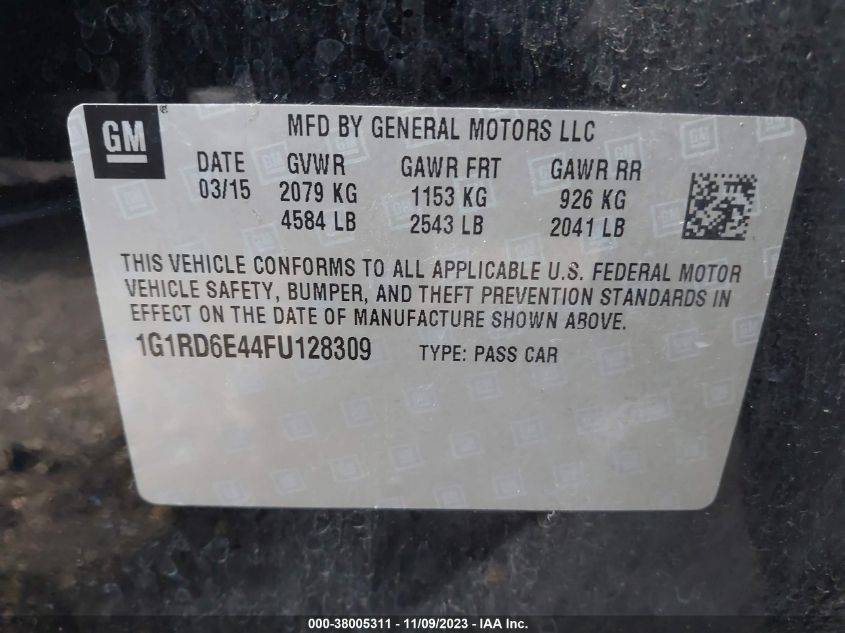 GM
MFD BY GENERAL MOTORS LLC
DATE GVWR GAWR FRT GAWR RR
03/15 2079 KG 1153 KG 926 KG
4584 LB 2543 LB 2041 LB
THIS VEHICLE CONFORMS TO ALL APPLICABLE U.S. FEDERAL MOTOR
VEHICLE SAFETY, BUMPER, AND THEFT PREVENTION STANDARDS IN
EFFECT ON THE DATE OF MANUFACTURE SHOWN ABOVE.
1G1RD6E44FU128309 TYPE: PASS CAR
000-38005311 - 11/09/2023 - IAA Inc.